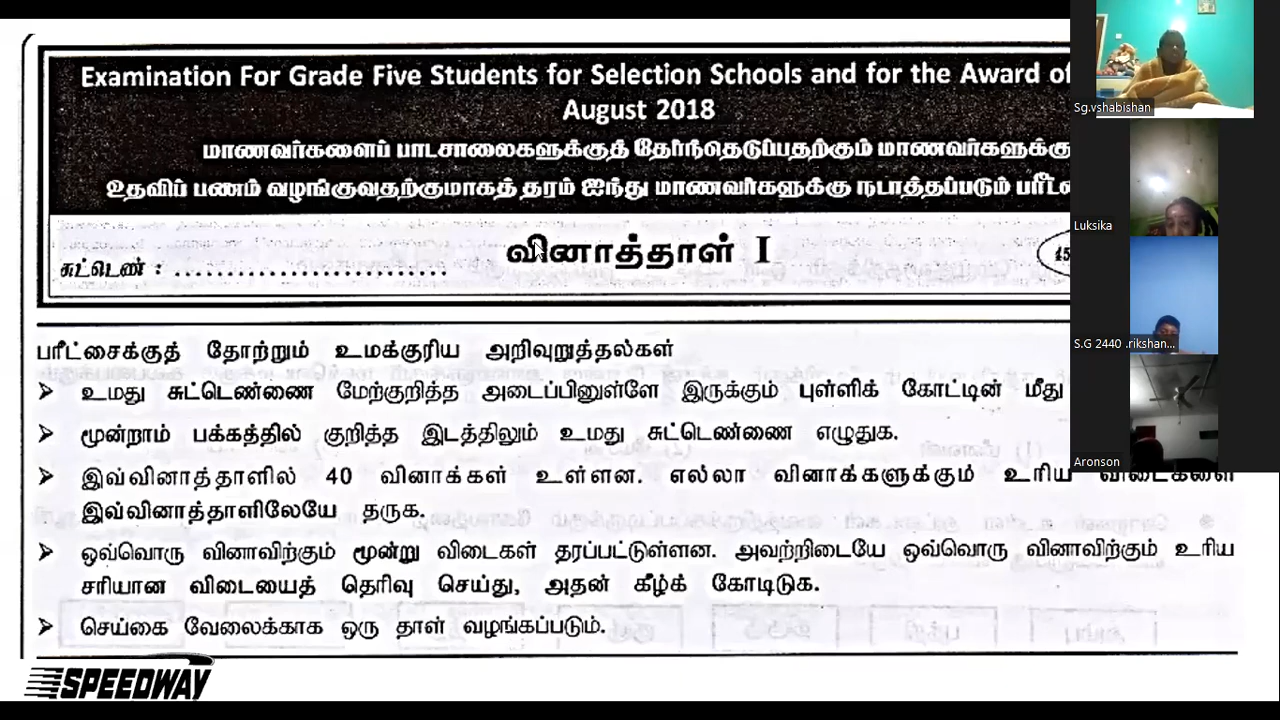 Examination For Grade Five Students for Selection Schools and for the Award of
August 2018
மாணவர்களைப் பாடசாலைகளுக்குத் தேர்ந்தெடுப்பதற்கும் மாணவர்களுக்கு
உதவிப் பணம் வழங்குவதற்குமாகத் தரம் ஐந்து மாணவர்களுக்கு நடாத்தப்படும்
சுட்டெண் : ..............................
வினாத்தாள் I
45
பரீட்சைக்குத் தோற்றும் உமக்குரிய அறிவுறுத்தல்கள்
➢ உமது சுட்டெண்ணை மேற்குறித்த அடைப்பினுள்ளே இருக்கும் புள்ளிக் கோட்டின் மீது
➢ மூன்றாம் பக்கத்தில் குறித்த இடத்திலும் உமது சுட்டெண்ணை எழுதுக.
➢ இவ்வினாத்தாளில் 40 வினாக்கள் உள்ளன. எல்லா வினாக்களுக்கும் உரிய விடைகளை
இவ்வினாத்தாளிலேயே தருக.
➢ ஒவ்வொரு வினாவிற்கும் மூன்று விடைகள் தரப்பட்டுள்ளன. அவற்றிடையே ஒவ்வொரு வினாவிற்கும் உரிய
சரியான விடையைத் தெரிவு செய்து, அதன் கீழ்க் கோடிடுக.
➢ செய்கை வேலைக்காக ஒரு தாள் வழங்கப்படும்.
SPEEDWAY
Sg.vshabishan
Luksika
S.G 2440 .rikshan...
Aronson